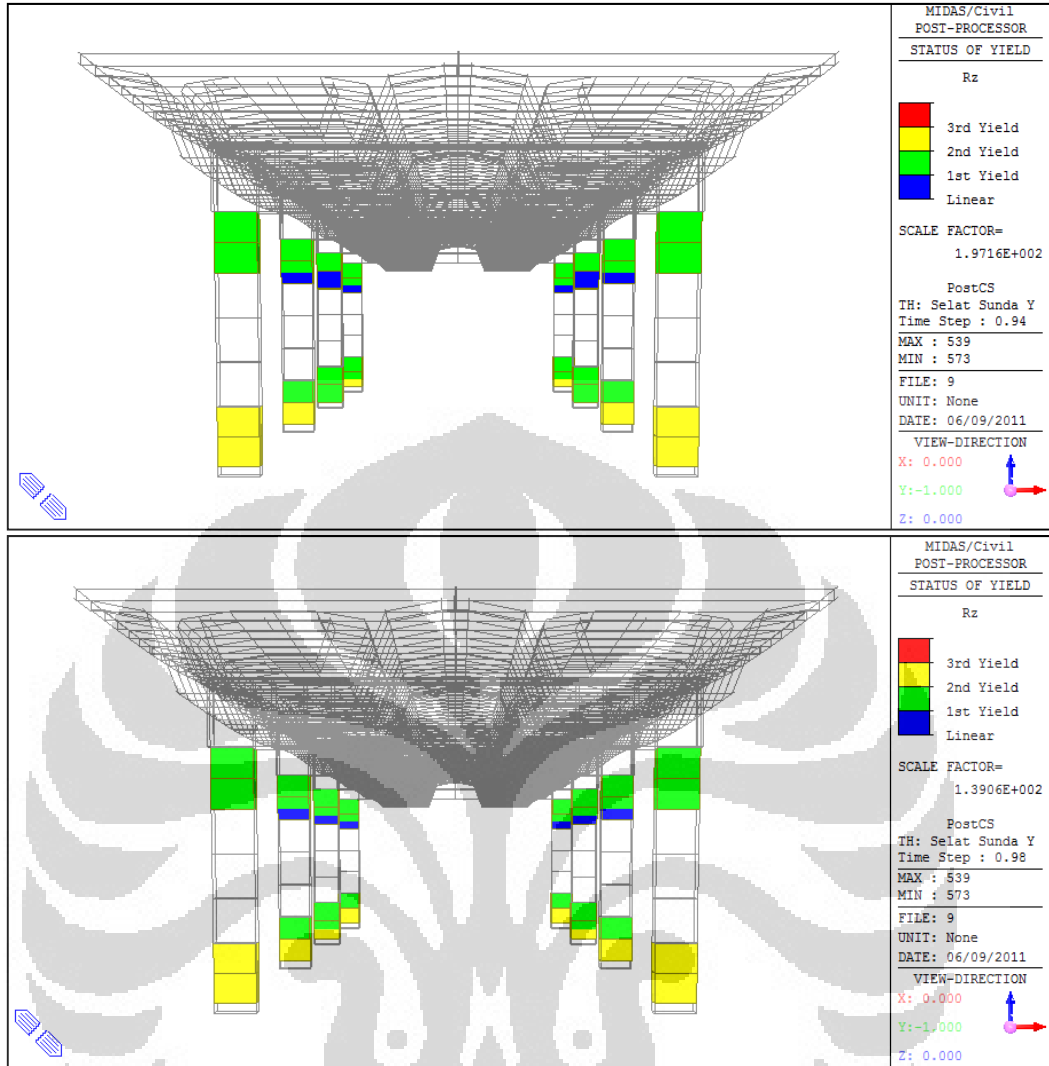 MIDAS/Civil
POST-PROCESSOR
STATUS OF YIELD
Rz
3rd Yield
2nd Yield
1st Yield
Linear
SCALE FACTOR=
1.9716E+002
PostCS
TH: Selat Sunda Y
Time Step : 0.94
MAX : 539
MIN : 573
FILE: 9
UNIT: None
DATE: 06/09/2011
VIEW-DIRECTION
X: 0.000
Y:-1.000
Z: 0.000
MIDAS/Civil
POST-PROCESSOR
STATUS OF YIELD
Rz
3rd Yield
2nd Yield
1st Yield
Linear
SCALE FACTOR=
1.3906E+002
PostCS
TH: Selat Sunda Y
Time Step : 0.98
MAX : 539
MIN : 573
FILE: 9
UNIT: None
DATE: 06/09/2011
VIEW-DIRECTION
X: 0.000
Y:-1.000
Z: 0.000